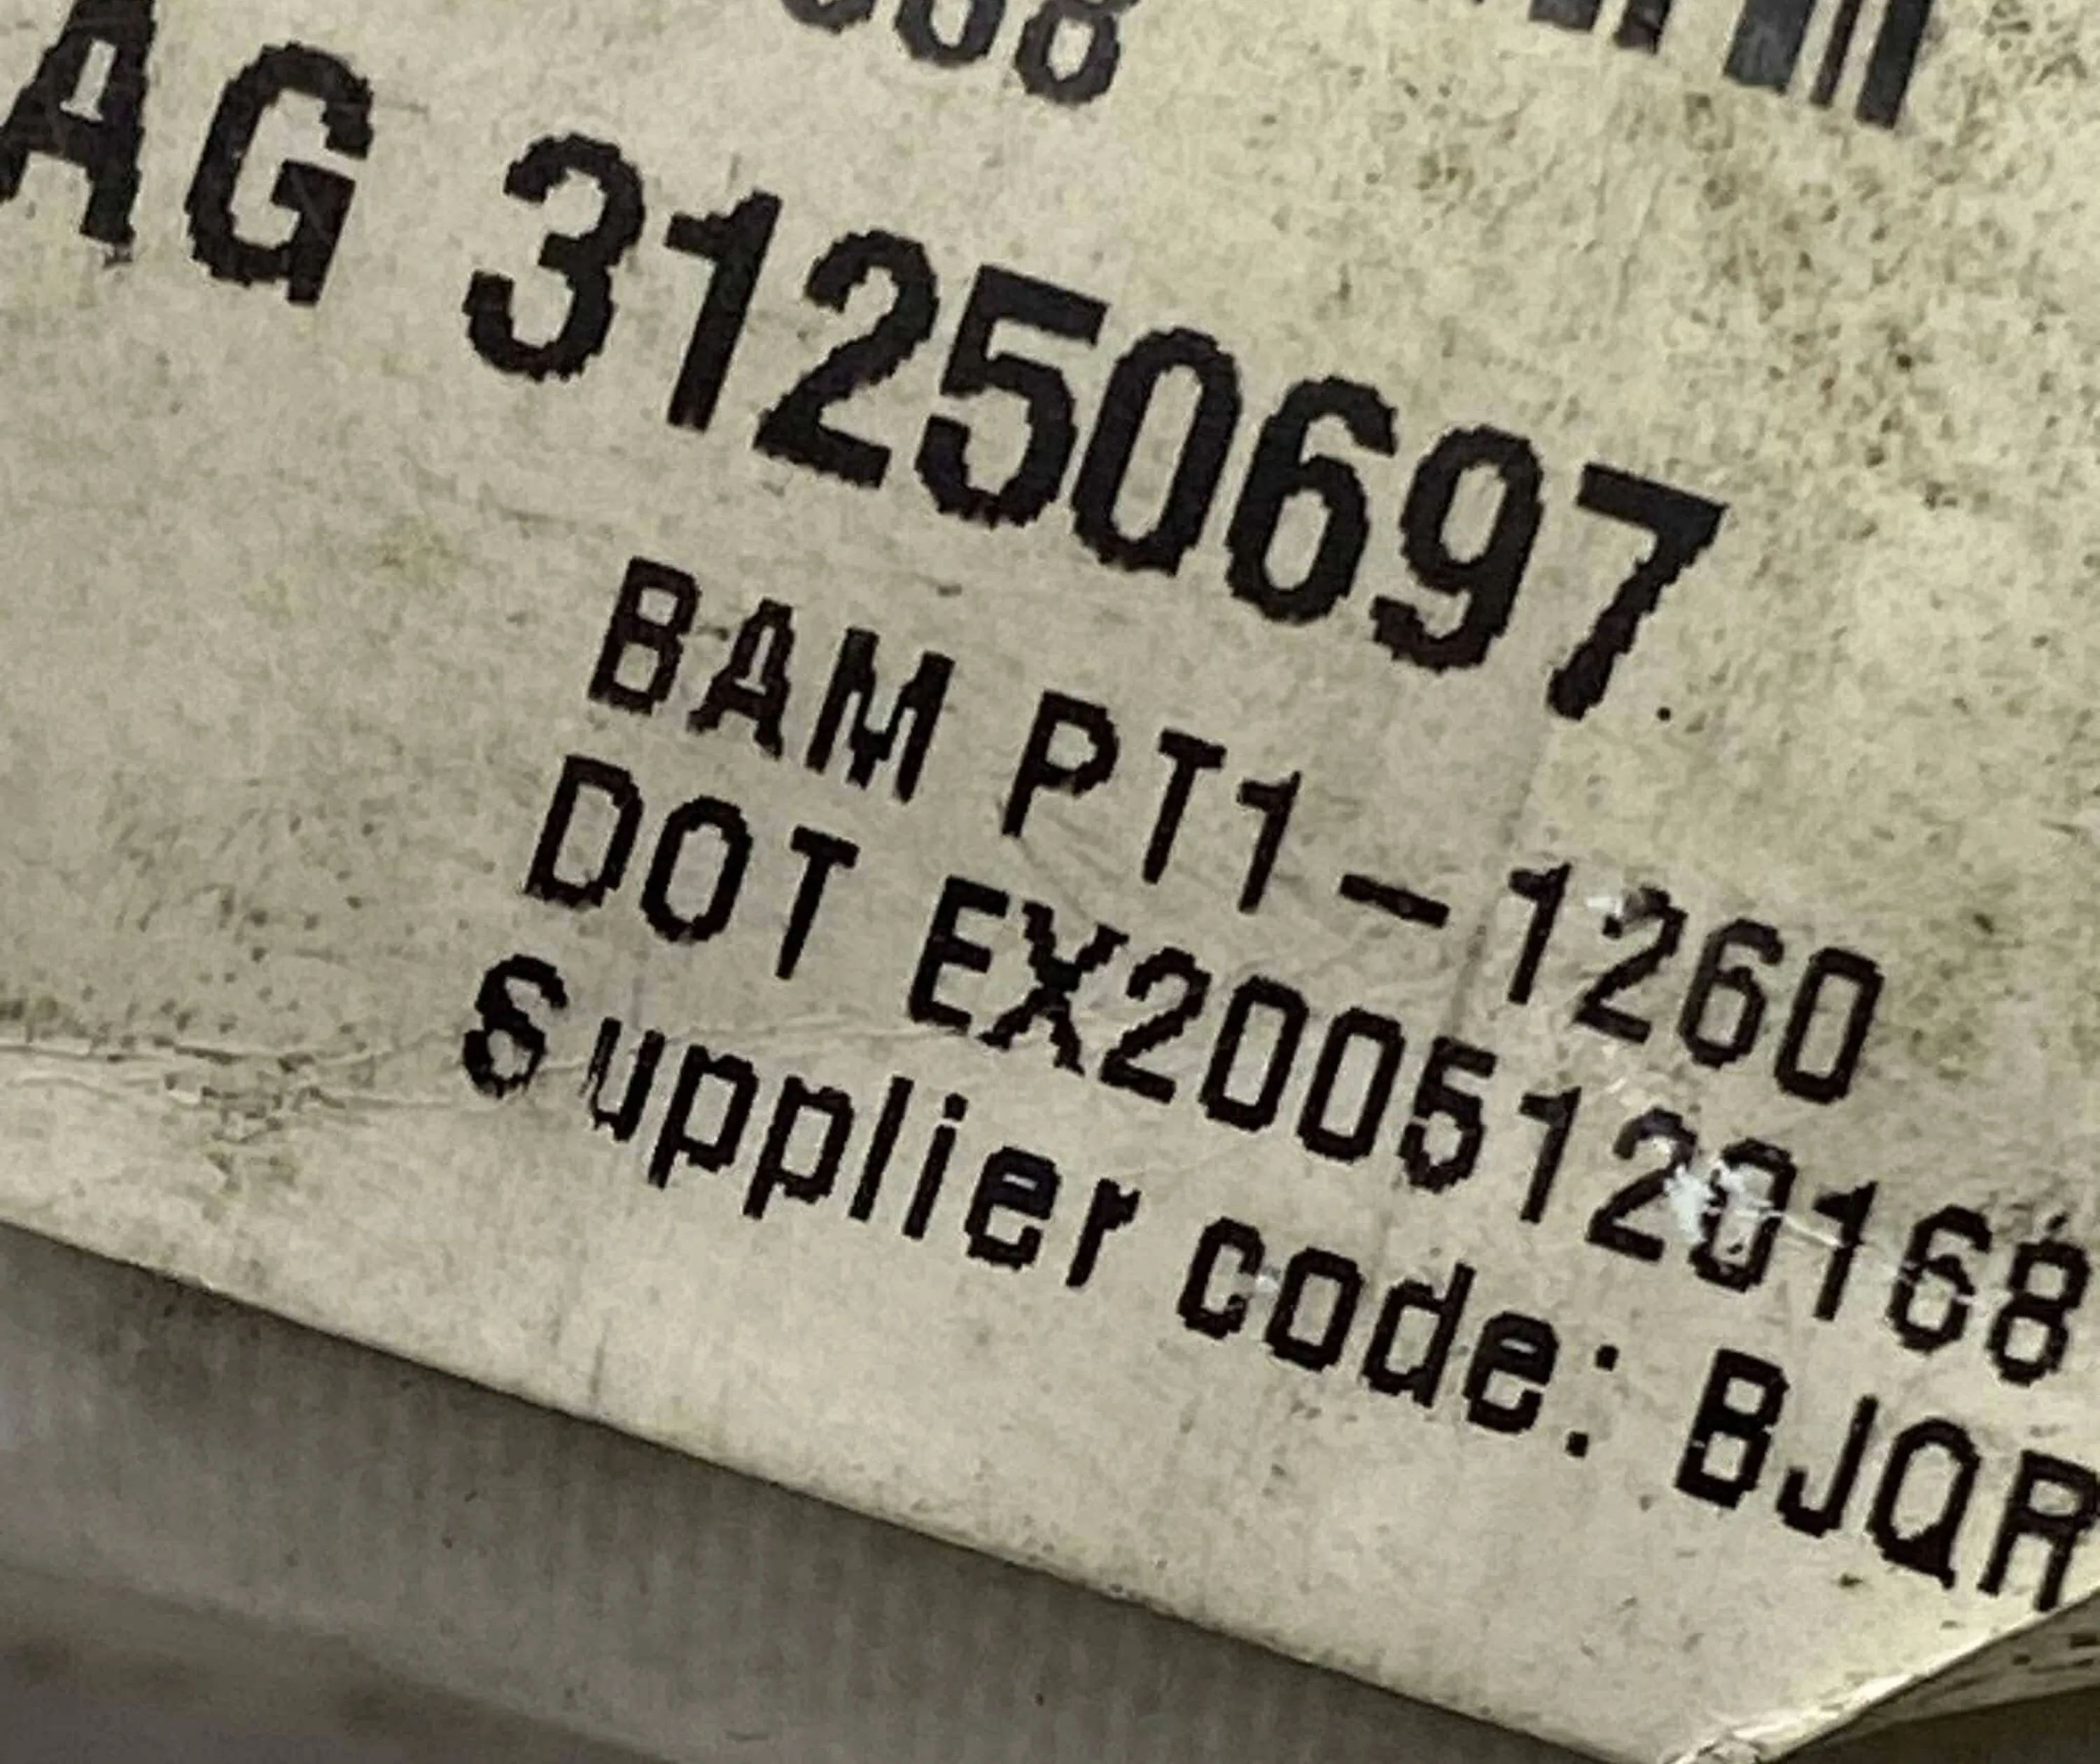 AG 31250697
BAM PT1-1260
DOT EX2005120168
Supplier code: BJQR